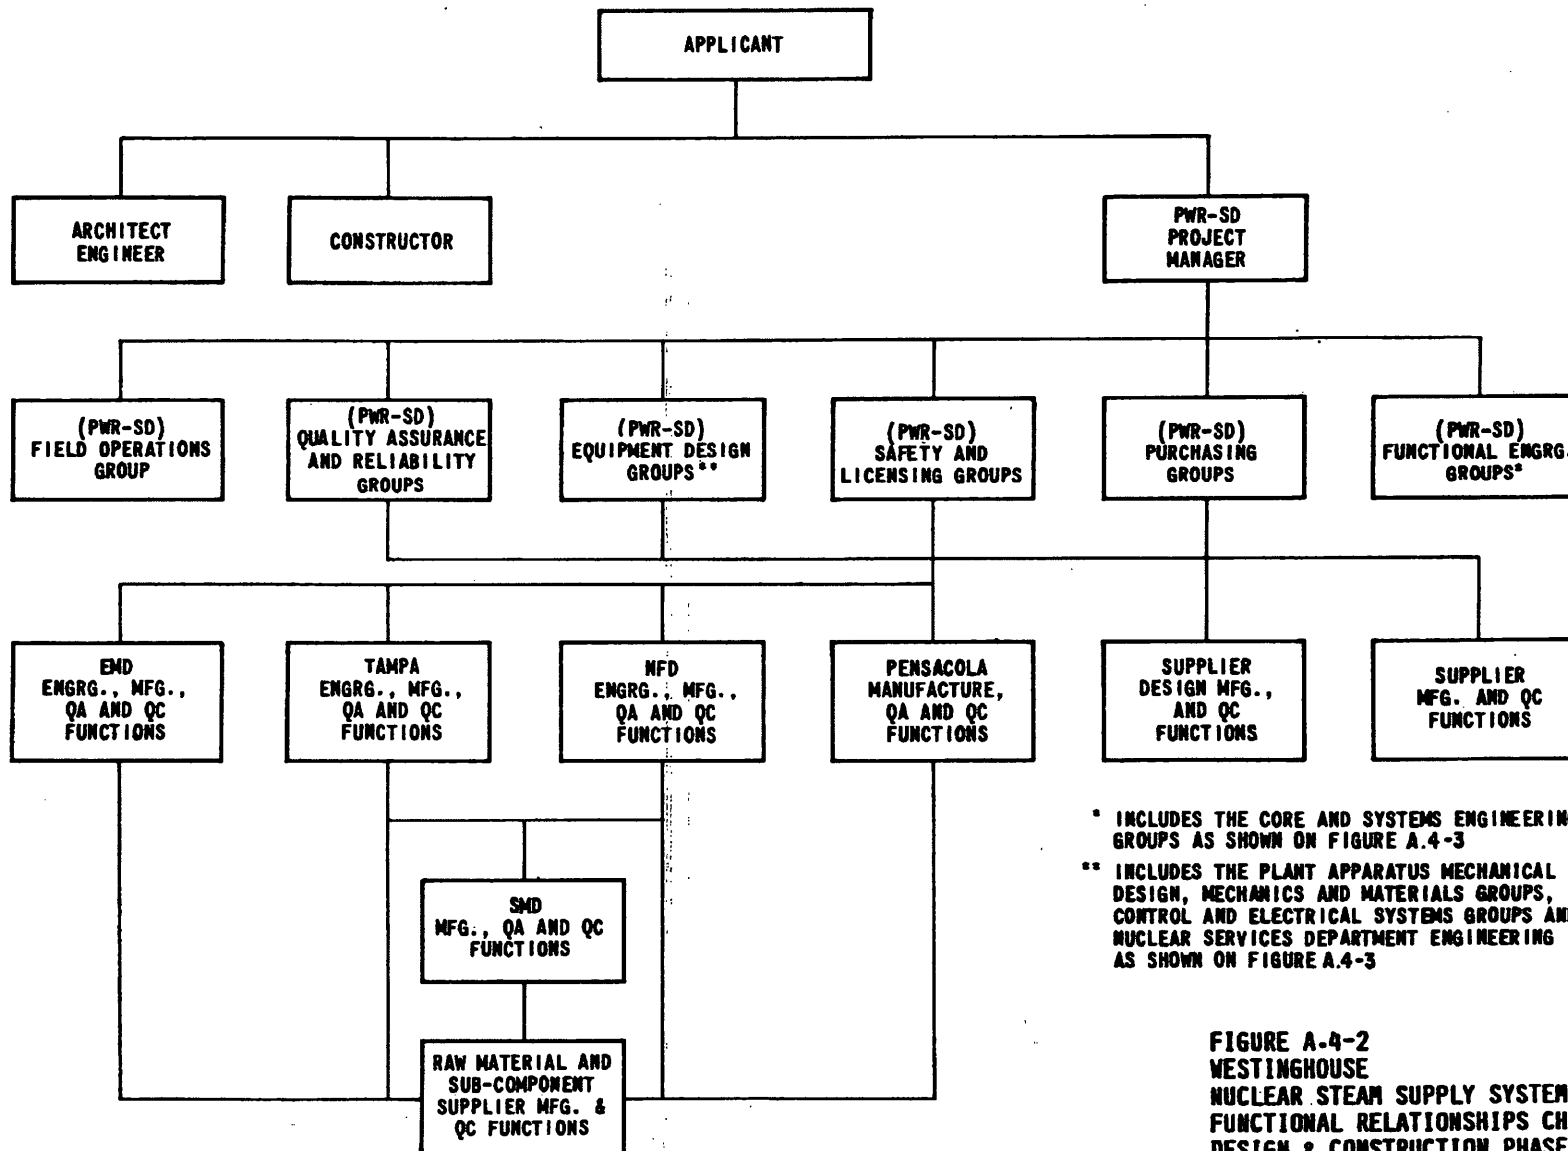 APPLICANT
ARCHITECT
ENGINEER
CONSTRUCTOR
PWR-SD
PROJECT
MANAGER
(PWR-SD)
FIELD OPERATIONS
GROUP
(PWR-SD)
QUALITY ASSURANCE
AND RELIABILITY
GROUPS
(PWR-SD)
EQUIPMENT DESIGN
GROUPS**
(PWR-SD)
SAFETY AND
LICENSING GROUPS
(PWR-SD)
PURCHASING
GROUPS
(PWR-SD)
FUNCTIONAL ENGRG.
GROUPS*
EMD
ENGRG., MFG.,
QA AND QC
FUNCTIONS
TAMPA
ENGRG., MFG.,
QA AND QC
FUNCTIONS
NFD
ENGRG., MFG.,
QA AND QC
FUNCTIONS
PENSACOLA
MANUFACTURE,
QA AND QC
FUNCTIONS
SUPPLIER
DESIGN MFG.,
AND QC
FUNCTIONS
SUPPLIER
MFG. AND QC
FUNCTIONS
SMD
MFG., QA AND QC
FUNCTIONS
RAW MATERIAL AND
SUB-COMPONENT
SUPPLIER MFG. &
QC FUNCTIONS
* INCLUDES THE CORE AND SYSTEMS ENGINEERIN
GROUPS AS SHOWN ON FIGURE A.4-3
** INCLUDES THE PLANT APPARATUS MECHANICAL
DESIGN, MECHANICS AND MATERIALS GROUPS,
CONTROL AND ELECTRICAL SYSTEMS GROUPS AN
NUCLEAR SERVICES DEPARTMENT ENGINEERING
AS SHOWN ON FIGURE A.4-3
FIGURE A.4-2
WESTINGHOUSE
NUCLEAR STEAM SUPPLY SYSTEM
FUNCTIONAL RELATIONSHIPS CH
DESIGN & CONSTRUCTION PHASE